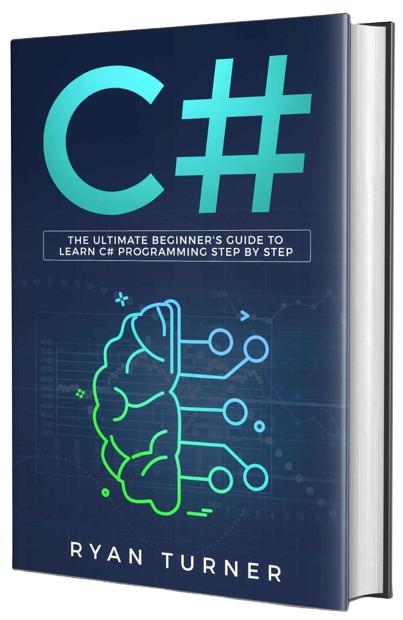 C#
THE ULTIMATE BEGINNER'S GUIDE TO
LEARN C# PROGRAMMING STEP BY STEP
RYAN TURNER